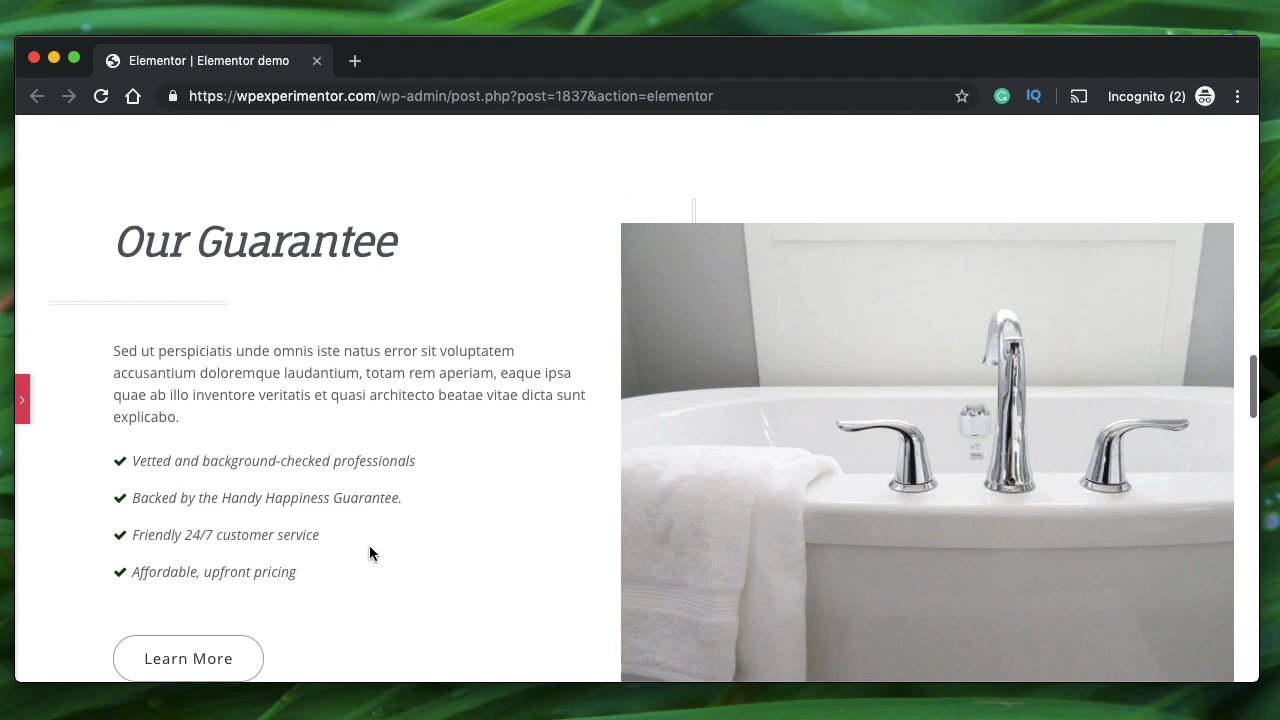 Elementor | Elementor demo
https://wpexperimentor.com/wp-admin/post.php?post=1837&action=elementor
IQ
Incognito (2)
Our Guarantee
Sed ut perspiciatis unde omnis iste natus error sit voluptatem
accusantium doloremque laudantium, totam rem aperiam, eaque ipsa
quae ab illo inventore veritatis et quasi architecto beatae vitae dicta sunt
explicabo.
Vetted and background-checked professionals
Backed by the Handy Happiness Guarantee.
Friendly 24/7 customer service
Affordable, upfront pricing
Learn More